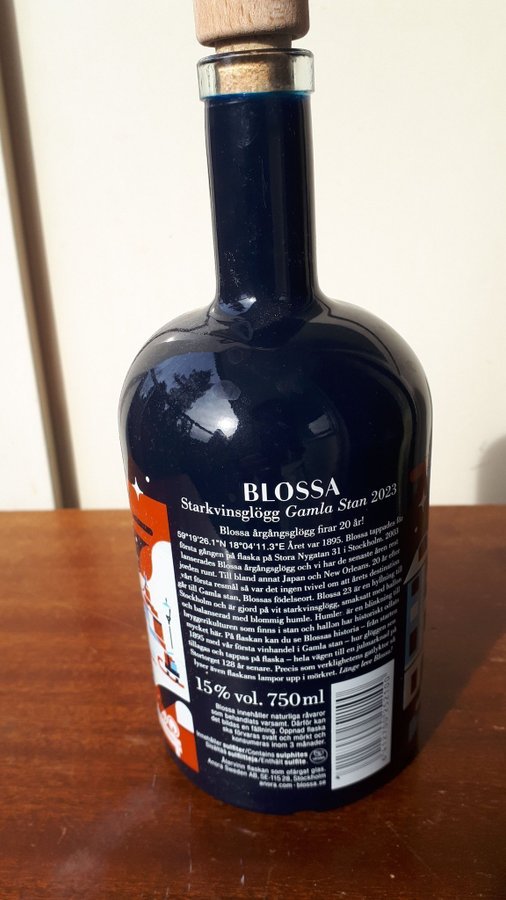 BLOSSA
Starkvinsglögg Gamla Stan 2023
Blossa årgångsglögg firar 20 år!
59°19'26.1"N 18°04'11.3"E Året var 1895. Blossa tappades för
första gången på flaska på Stora Nygatan 31 i Stockholm. 2003
lanserades Blossa årgångsglögg och vi har de senaste åren rest
jorden runt. Till bland annat Japan och New Orleans. 20 år efter
vårt första resmål så var det ingen tvivel om att årets destination
går till Gamla stan, Blossas födelseort. Blossa 23 är en hyllning till
Stockholm och är gjord på vit starkvinsglögg, smaksatt med hallon
och balanserad med blommig humle. Humle: är en blinkning till
bryggerikulturen som finns i stan och hallon har historiskt odlats
mycket här. På flaskan kan du se Blossas historia – från starten
1895 med vår första vinhandel i Gamla stan – hur glöggen
tillagas och tappas på flaska – hela vägen till en julmarknad på
Stortorget 128 år senare. Precis som verklighetens gatlyktor
lyser även flaskans lampor upp i mörkret. Länge leve Blossa!
15% vol. 750ml
Blossa innehåller naturliga råvaror
som behandlats varsamt. Därför kan
det bildas en fällning. Öppnad flaska
ska förvaras svalt och mörkt och
konsumeras inom 3 månader.
Innehåller sulfiter/Contains sulphites
Sisältää sulfiitteja/Enthält sulfite.
Återvinn flaskan som ofärgat glas.
Anora Sweden AB, SE-115 28, Stockholm
anora.com · blossa.se